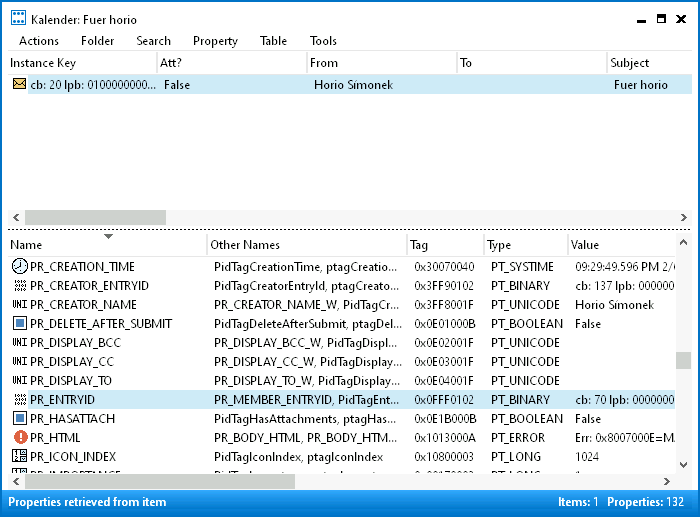 Kalender: Fuer horio
Actions Folder Search Property Table Tools
Instance Key Att? From To Subject
cb: 20 lpb: 0100000000... False Horio Símonek Fuer horio
Name Other Names Tag Type Value
PR_CREATION_TIME PidTagCreationTime, ptagCreatio... 0x30070040 PT_SYSTIME 09:29:49.596 PM 2/
PR_CREATOR_ENTRYID PidTagCreatorEntryId, ptagCreato... 0x3FF90102 PT_BINARY cb: 137 lpb: 000000
UNI PR_CREATOR_NAME PR_CREATOR_NAME_W, PidTagCr... 0x3FF8001F PT_UNICODE Horio Símonek
PR_DELETE_AFTER_SUBMIT PidTagDeleteAfterSubmit, ptagDel... 0x0E01000B PT_BOOLEAN False
UNI PR_DISPLAY_BCC PR_DISPLAY_BCC_W, PidTagDispl... 0x0E02001F PT_UNICODE
UNI PR_DISPLAY_CC PR_DISPLAY_CC_W, PidTagDisplay... 0x0E03001F PT_UNICODE
UNI PR_DISPLAY_TO PR_DISPLAY_TO_W, PidTagDisplay... 0x0E04001F PT_UNICODE
PR_ENTRYID PR_MEMBER_ENTRYID, PidTagEnt... 0x0FFF0102 PT_BINARY cb: 70 lpb: 0000000
PR_HASATTACH PidTagHasAttachments, ptagHas... 0x0E1B000B PT_BOOLEAN False
PR_HTML PR_BODY_HTML, PR_BODY_HTM... 0x1013000A PT_ERROR Err: 0x8007000E=M
PR_ICON_INDEX PidTagIconIndex, ptagIconIndex 0x10800003 PT_LONG 1024
PR_IMPORTANCE PT_LONG
Properties retrieved from item Items: 1 Properties: 132